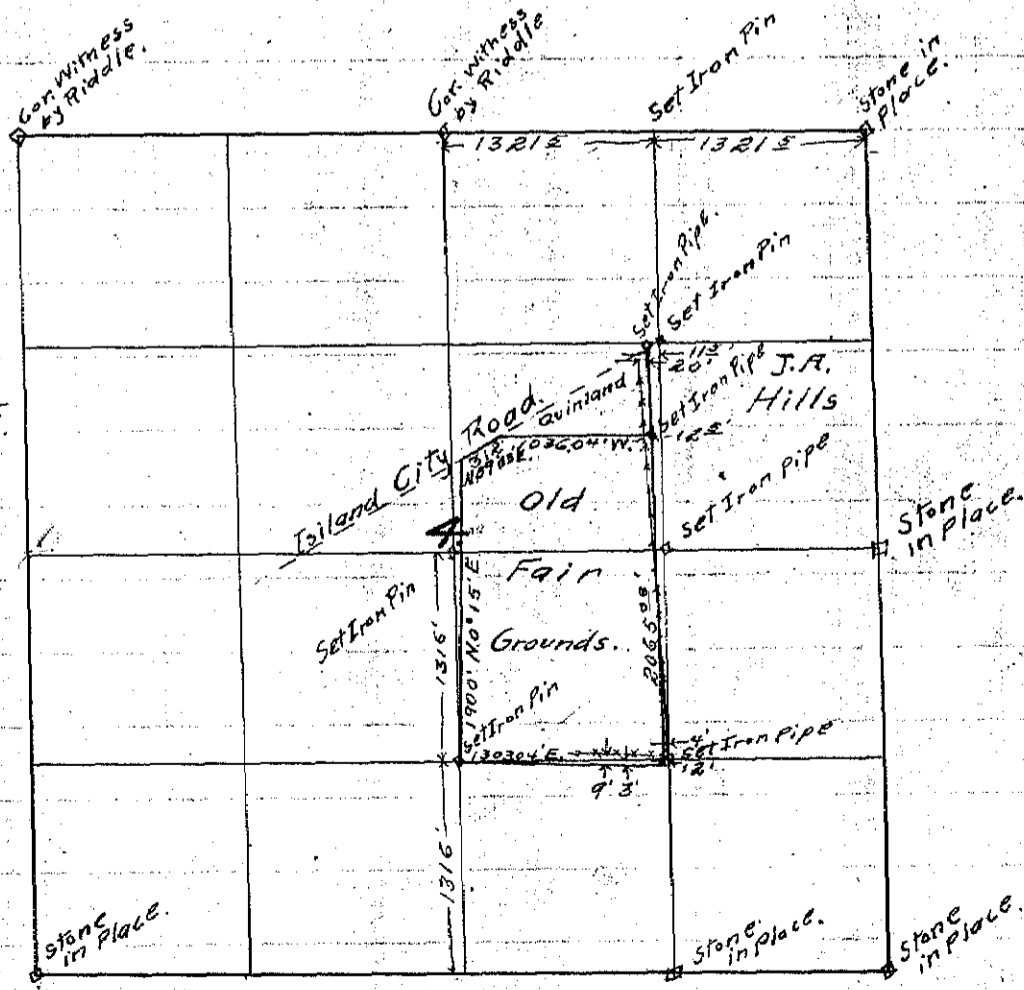 Cor. Witness
by Riddle.
Cor. Witness
by Riddle
Set Iron Pin
Stone in
Place.
1321 5
1321 5
Set Iron Pipe.
Set Iron Pin
20'
Set Iron Pipe
J.A.
Hills
Island City Road.
Quinland
Old
Set Iron Pipe
Stone
in Place.
4
Fair
Grounds.
Set Iron Pin
1316'
1900' N0°15'E
2065
Set Iron Pin
4'
Set Iron Pipe
130304'E.
12'
9' 3'
1316'
Stone
in Place.
Stone
in Place.
Stone
in Place.